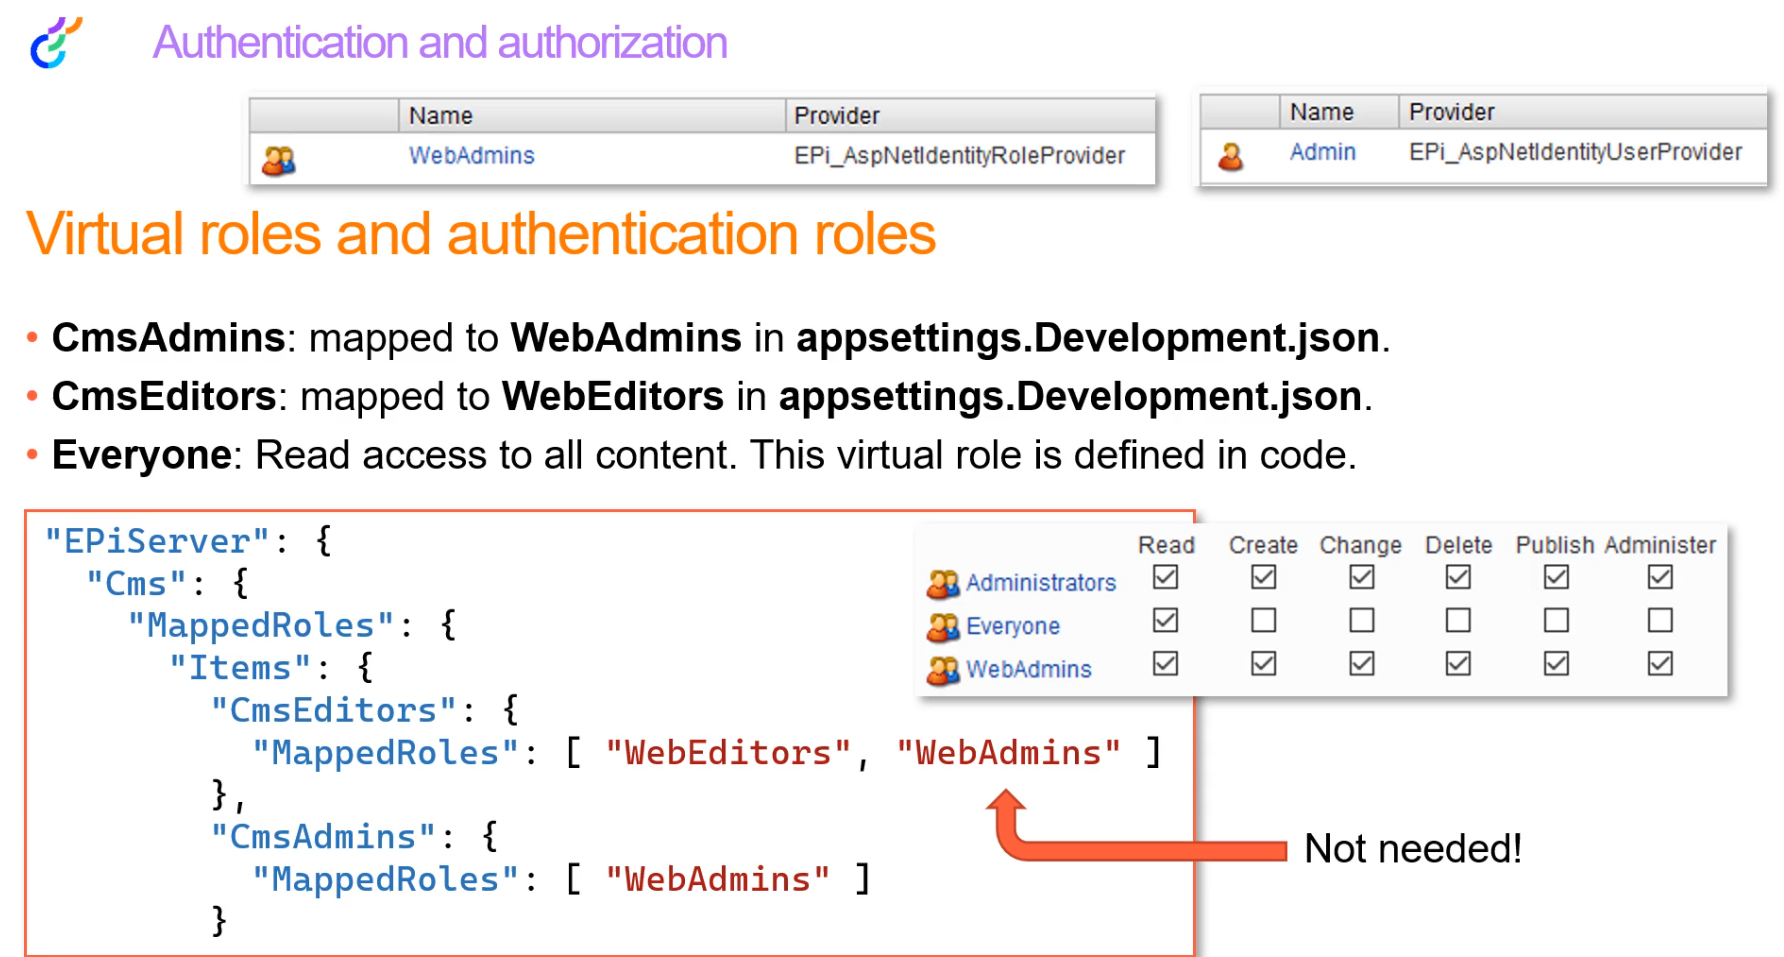 Authentication and authorization
Name Provider
WebAdmins EPi_AspNetIdentityRoleProvider
Name Provider
Admin EPi_AspNetIdentityUserProvider
Virtual roles and authentication roles
• CmsAdmins: mapped to WebAdmins in appsettings.Development.json.
• CmsEditors: mapped to WebEditors in appsettings.Development.json.
• Everyone: Read access to all content. This virtual role is defined in code.
"EPiServer": {
"Cms": {
"MappedRoles": {
"Items": {
"CmsEditors": {
"MappedRoles": [ "WebEditors", "WebAdmins" ]
},
"CmsAdmins": {
"MappedRoles": [ "WebAdmins" ]
}
Read Create Change Delete Publish Administer
Administrators
Everyone
WebAdmins
Not needed!